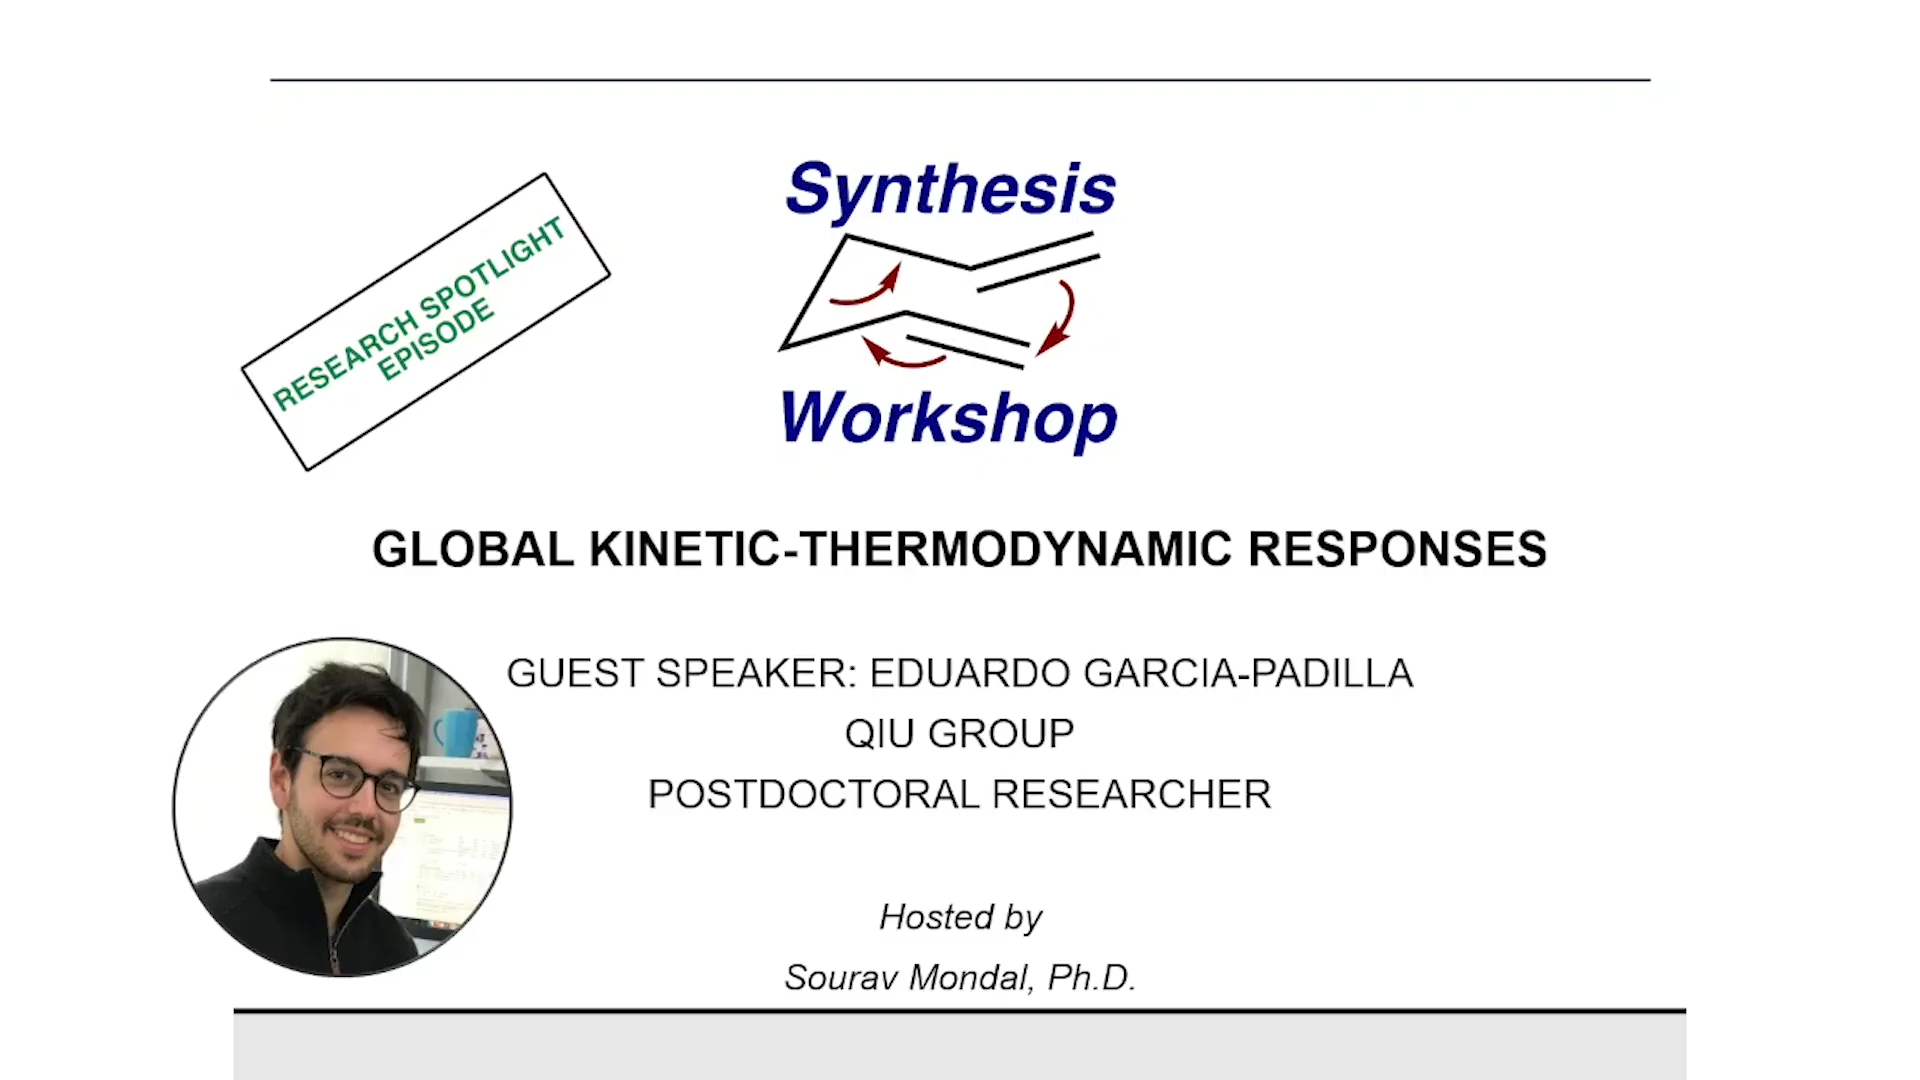 RESEARCH SPOTLIGHT
EPISODE
Synthesis
Workshop
GLOBAL KINETIC-THERMODYNAMIC RESPONSES
GUEST SPEAKER: EDUARDO GARCIA-PADILLA
QIU GROUP
POSTDOCTORAL RESEARCHER
Hosted by
Sourav Mondal, Ph.D.